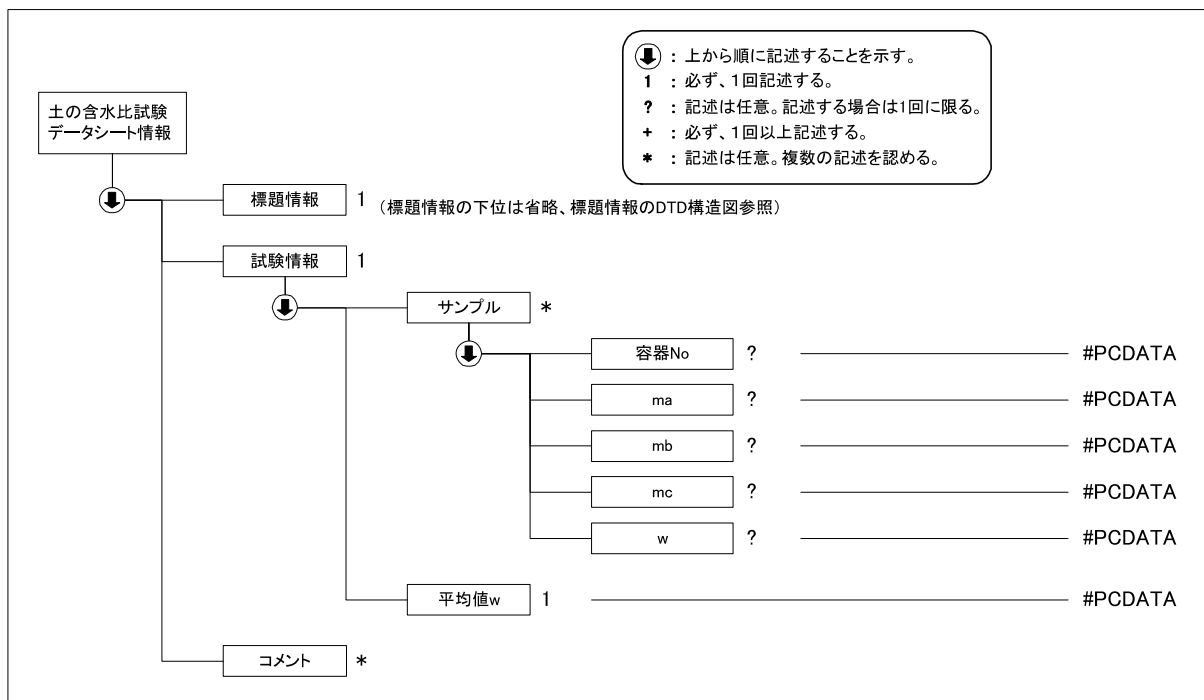 ：上から順に記述することを示す。
1 ：必ず、1回記述する。
? ：記述は任意。記述する場合は1回に限る。
+ ：必ず、1回以上記述する。
* ：記述は任意。複数の記述を認める。
土の含水比試験
データシート情報
標題情報 1 （標題情報の下位は省略、標題情報のDTD構造図参照）
試験情報 1
サンプル *
容器No ? #PCDATA
ma ? #PCDATA
mb ? #PCDATA
mc ? #PCDATA
w ? #PCDATA
平均値w 1 #PCDATA
コメント *